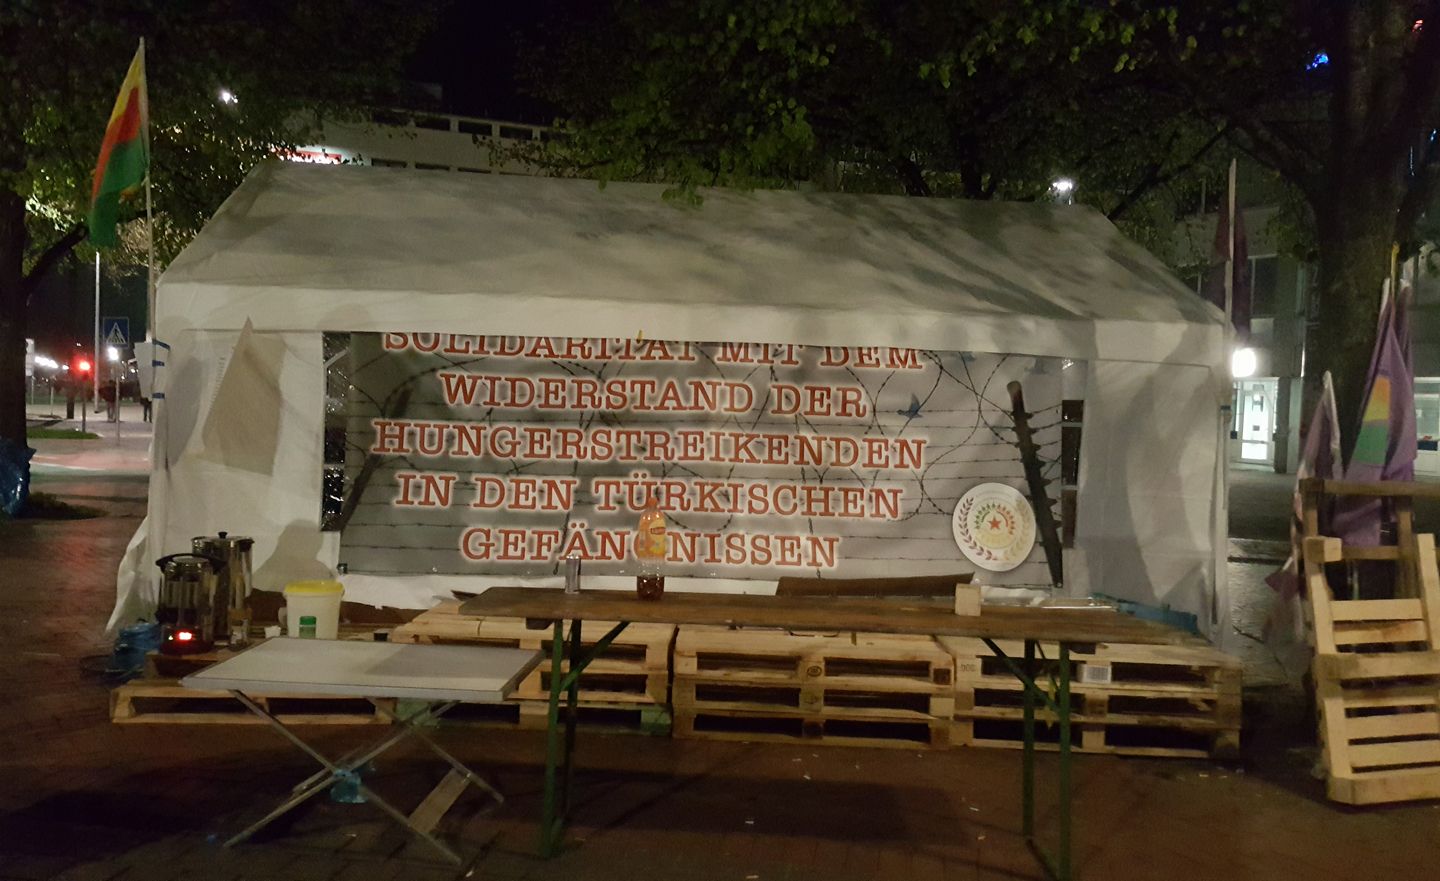 SOLIDARITÄT MIT DEM
WIDERSTAND DER
HUNGERSTREIKENDEN
IN DEN TÜRKISCHEN
GEFÄNGNISSEN